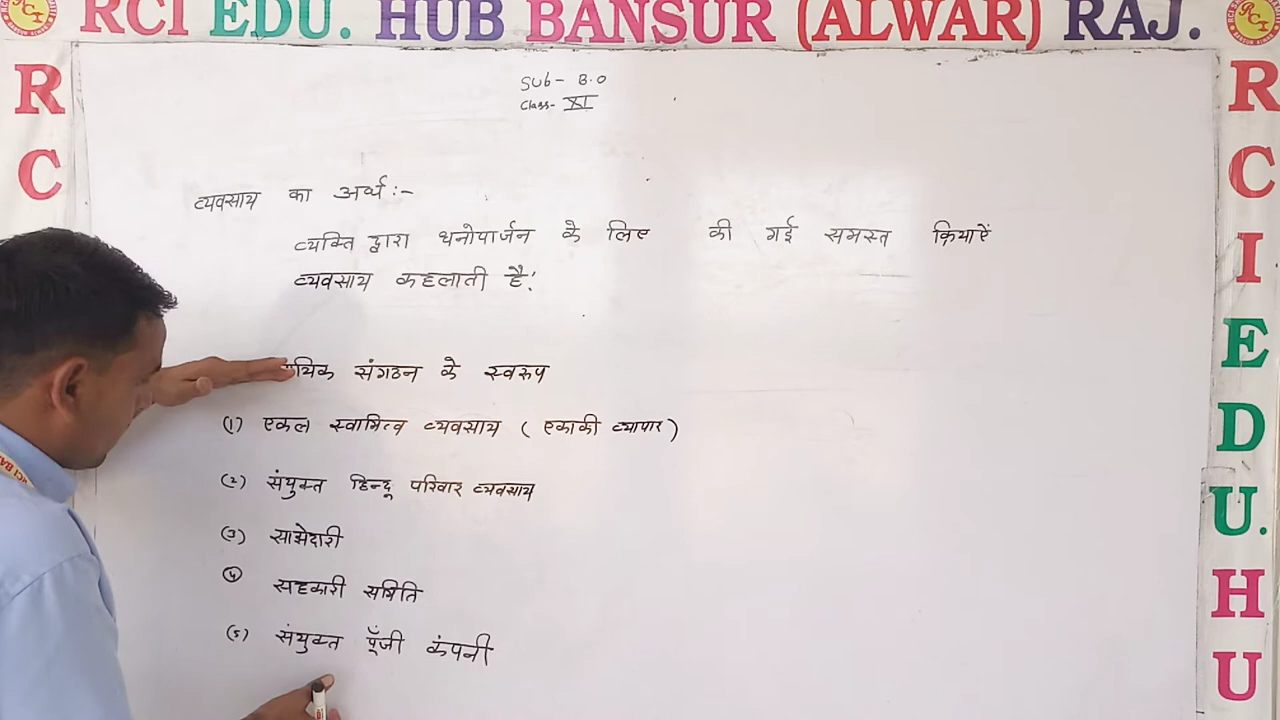 RCI EDU. HUB BANSUR (ALWAR) RAJ.
R
C
Sub- B.O
Class- XI
व्यवसाय का अर्थ :-
व्यक्ति द्वारा धनोपार्जन के लिए की गई समस्त क्रियाऐं
व्यवसाय कहलाती है।
संगठन के स्वरूप
(1) एकल स्वामित्व व्यवसाय ( एकाकी व्यापार )
(2) संयुक्त हिन्दू परिवार व्यवसाय
(3) साझेदारी
(4) सहकारी समिति
(5) संयुक्त पूँजी कंपनी
R
C
I
E
D
U.
H
U